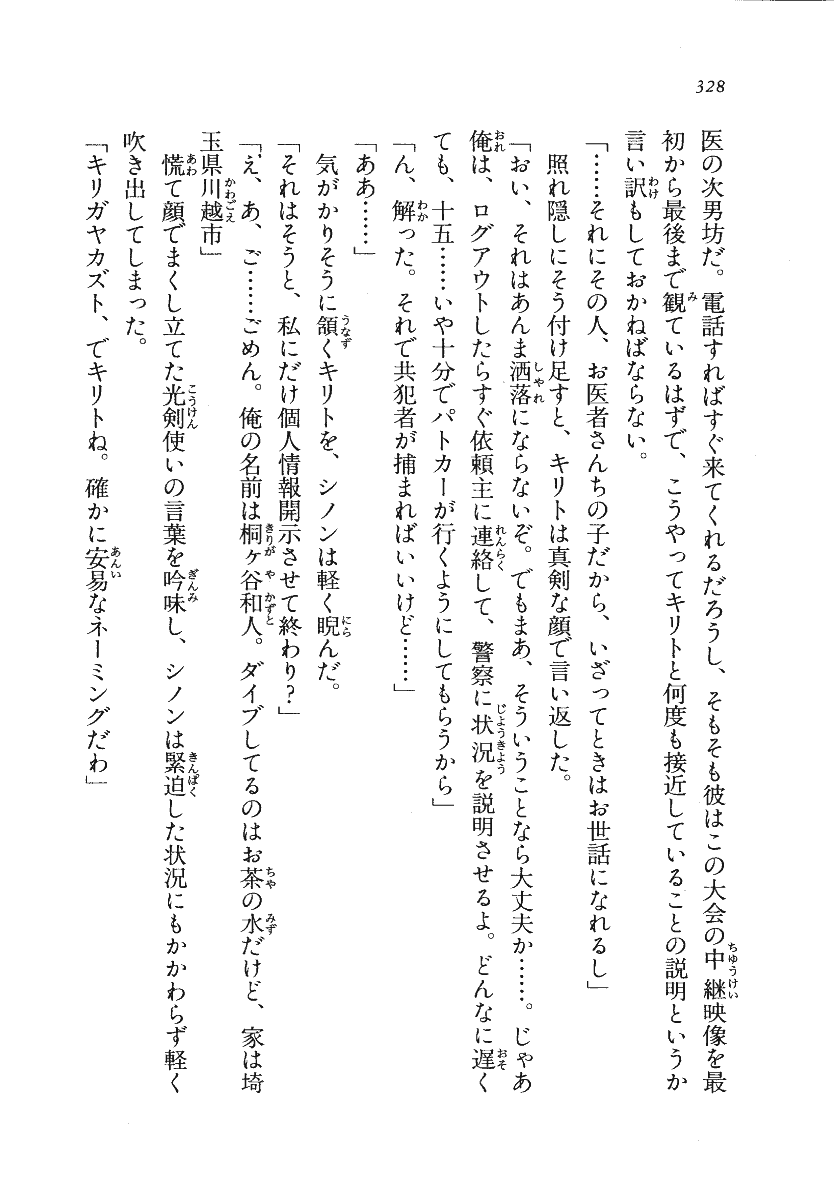 328
医の次男坊だ。電話すればすぐ来てくれるだろうし、そもそも彼はこの大会の中継映像を最
初から最後まで観ているはずで、こうやってキリトと何度も接近していることの説明というか
言い訳もしておかねばならない。
「……それにその人、お医者さんちの子だから、いざってときはお世話になれるし」
照れ隠しにそう付け足すと、キリトは真剣な顔で言い返した。
「おい、それはあんま洒落にならないぞ。でもまあ、そういうことなら大丈夫か……。じゃあ
俺は、ログアウトしたらすぐ依頼主に連絡して、警察に状況を説明させるよ。どんなに遅く
ても、十五……いや十分でパトカーが行くようにしてもらうから」
「ん、解った。それで共犯者が捕まればいいけど……」
「ああ……」
気がかりそうに頷くキリトを、シノンは軽く睨んだ。
「それはそうと、私にだけ個人情報開示させて終わり?」
「え、あ、ご……ごめん。俺の名前は桐ヶ谷和人。ダイブしてるのはお茶の水だけど、家は埼
玉県川越市」
慌て顔でまくし立てた光剣使いの言葉を吟味し、シノンは緊迫した状況にもかかわらず軽く
吹き出してしまった。
「キリガヤカズト、でキリトね。確かに安易なネーミングだわ」